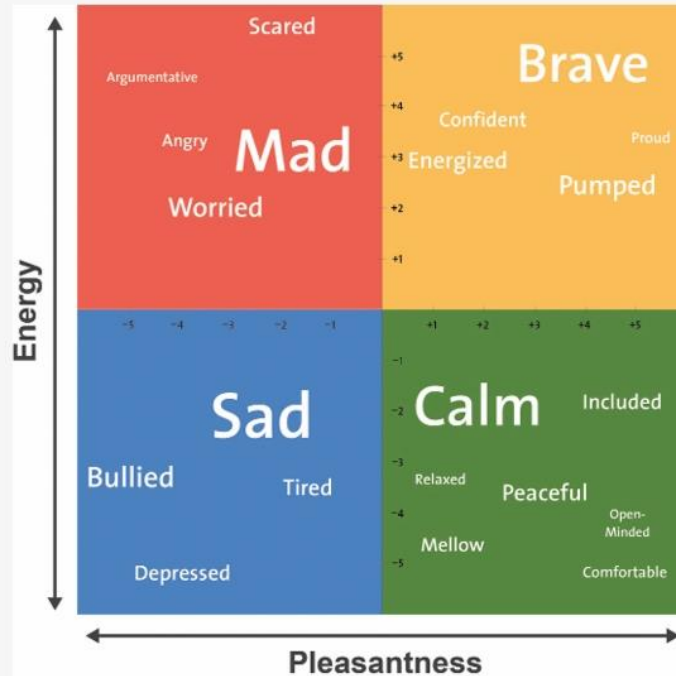 Scared
+5
Brave
Argumentative
+4
Confident
Proud
Angry
Mad
+3
Energized
Pumped
Worried
+2
+1
Energy
-5
-4
-3
-2
-1
+1
+2
+3
+4
+5
-1
Sad
-2
Calm
Included
-3
Bullied
Tired
Relaxed
Peaceful
-4
Open-
Minded
Mellow
-5
Depressed
Comfortable
Pleasantness